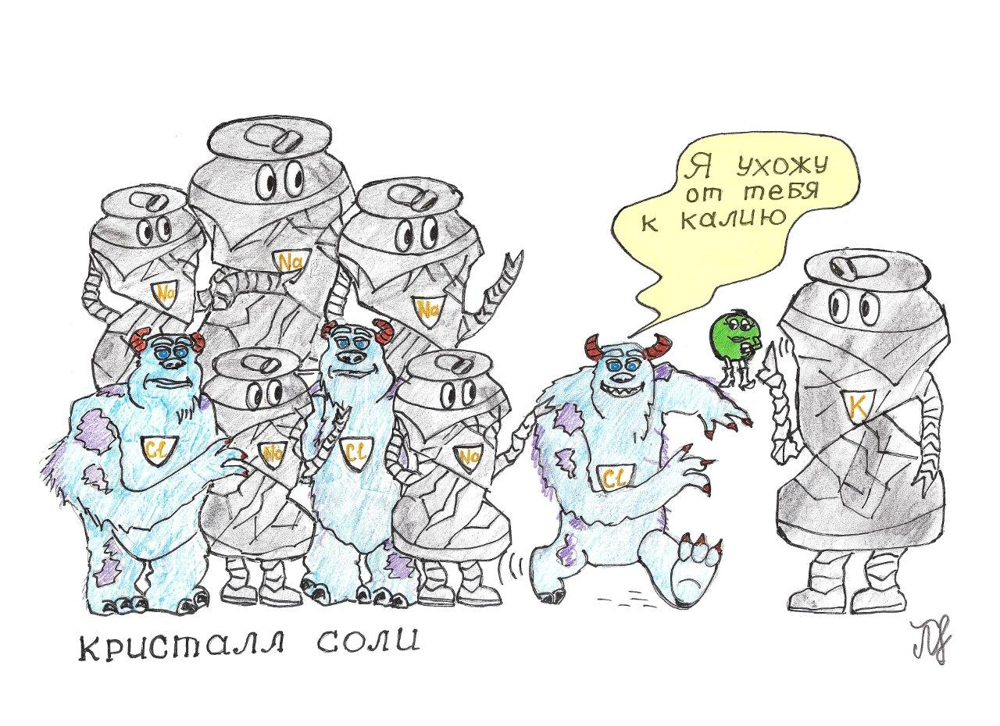 Я ухожу
от тебя
к калию
Na
Na
Na
K
Cl
Na
Cl
Na
Cl
кристалл соли